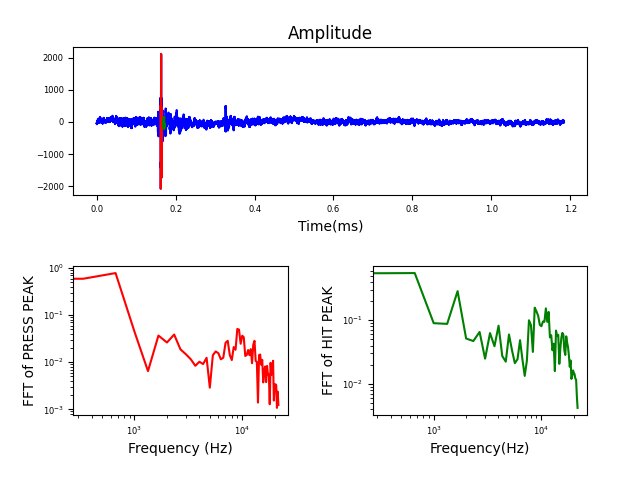 Amplitude
2000
1000
0
−1000
−2000
0.0 0.2 0.4 0.6 0.8 1.0 1.2
Time(ms)
FFT of PRESS PEAK
10⁰
10⁻¹
10⁻²
10⁻³
10³ 10⁴
Frequency (Hz)
FFT of HIT PEAK
10⁻¹
10⁻²
10³ 10⁴
Frequency(Hz)